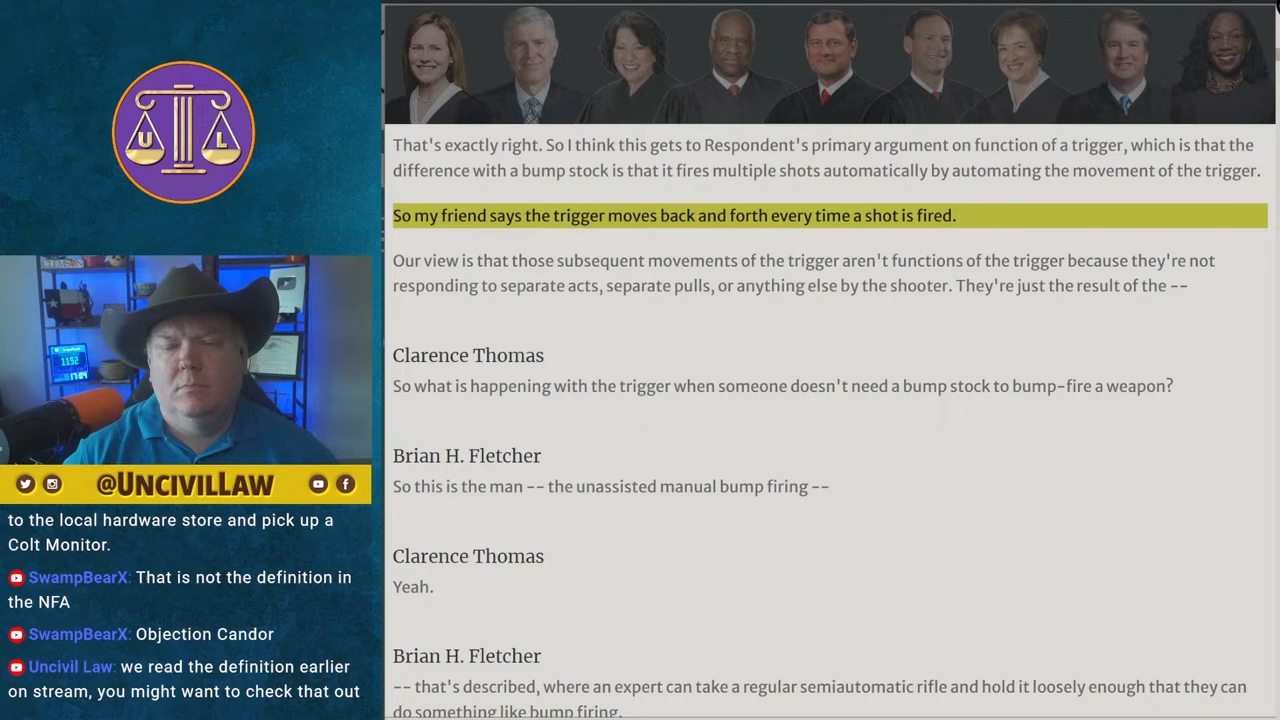 U L
CLEMSON
1152
@UNCIVILLAW
to the local hardware store and pick up a
Colt Monitor.
SwampBearX: That is not the definition in
the NFA
SwampBearX: Objection Candor
Uncivil Law: we read the definition earlier
on stream, you might want to check that out
That's exactly right. So I think this gets to Respondent's primary argument on function of a trigger, which is that the
difference with a bump stock is that it fires multiple shots automatically by automating the movement of the trigger.
So my friend says the trigger moves back and forth every time a shot is fired.
Our view is that those subsequent movements of the trigger aren't functions of the trigger because they're not
responding to separate acts, separate pulls, or anything else by the shooter. They're just the result of the --
Clarence Thomas
So what is happening with the trigger when someone doesn't need a bump stock to bump-fire a weapon?
Brian H. Fletcher
So this is the man -- the unassisted manual bump firing --
Clarence Thomas
Yeah.
Brian H. Fletcher
-- that's described, where an expert can take a regular semiautomatic rifle and hold it loosely enough that they can
do something like bump firing.